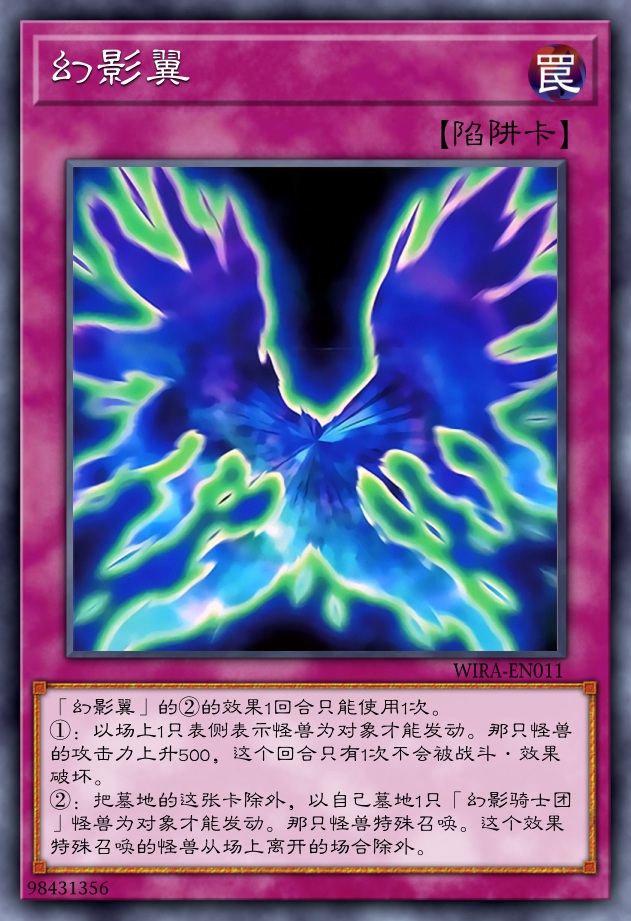 幻影翼
罠
【陷阱卡】
WIRA-EN011
「幻影翼」的②的效果1回合只能使用1次。
①：以场上1只表侧表示怪兽为对象才能发动。那只怪兽
的攻击力上升500，这个回合只有1次不会被战斗·效果
破坏。
②：把墓地的这张卡除外，以自己墓地1只「幻影骑士团
」怪兽为对象才能发动。那只怪兽特殊召唤。这个效果
特殊召唤的怪兽从场上离开的场合除外。
98431356